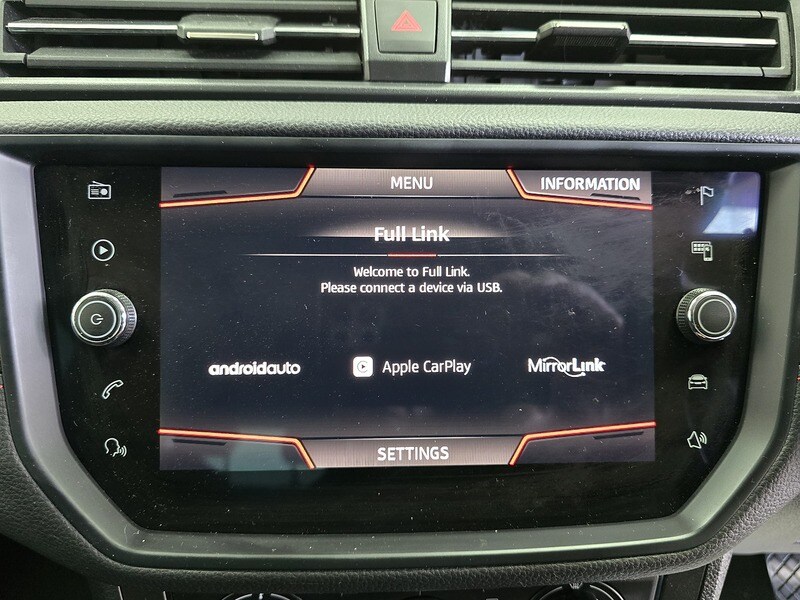 MENU
INFORMATION
Full Link
Welcome to Full Link.
Please connect a device via USB.
androidauto
Apple CarPlay
MirrorLink
SETTINGS